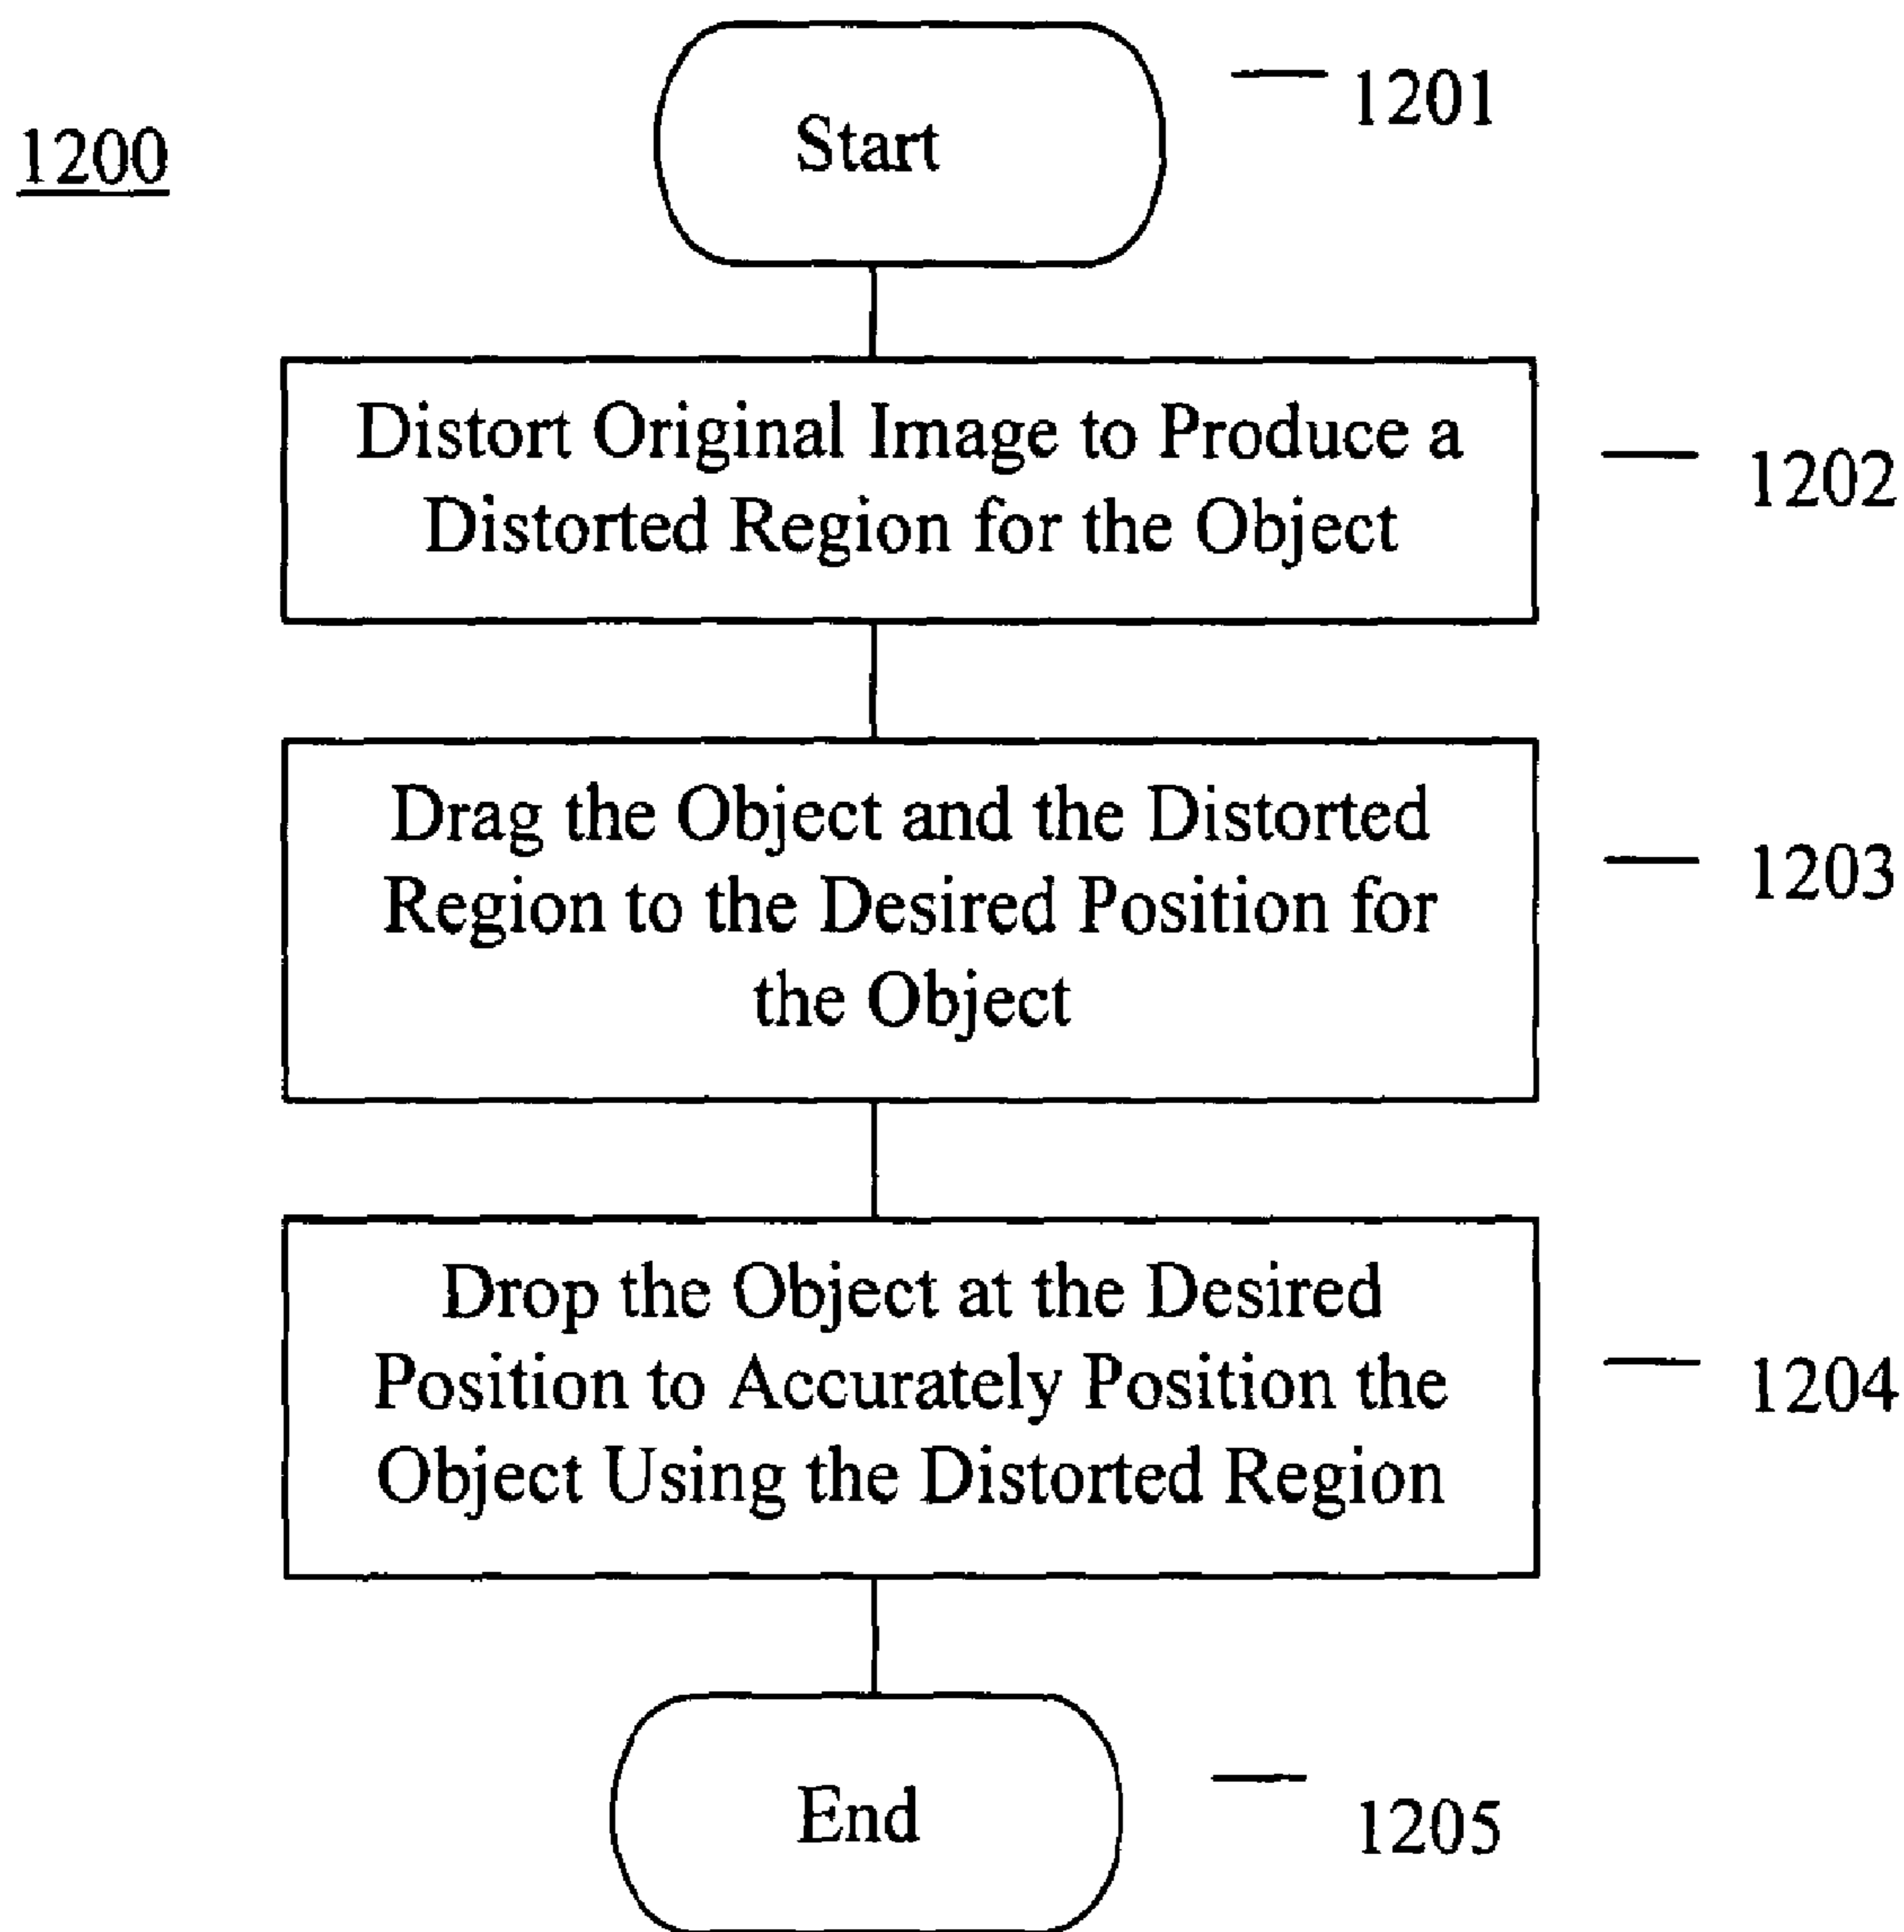 1200
Start
1201
Distort Original Image to Produce a
Distorted Region for the Object
1202
Drag the Object and the Distorted
Region to the Desired Position for
the Object
1203
Drop the Object at the Desired
Position to Accurately Position the
Object Using the Distorted Region
1204
End
1205